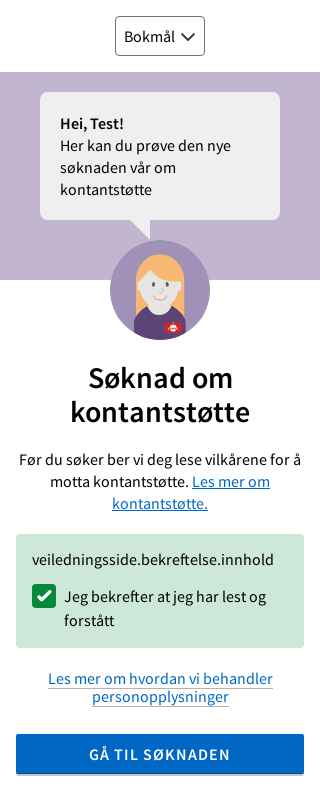 Bokmål
Hei, Test!
Her kan du prøve den nye
søknaden vår om
kontantstøtte
Søknad om
kontantstøtte
Før du søker ber vi deg lese vilkårene for å
motta kontantstøtte. Les mer om
kontantstøtte.
veiledningsside.bekreftelse.innhold
Jeg bekrefter at jeg har lest og
forstått
Les mer om hvordan vi behandler
personopplysninger
GÅ TIL SØKNADEN